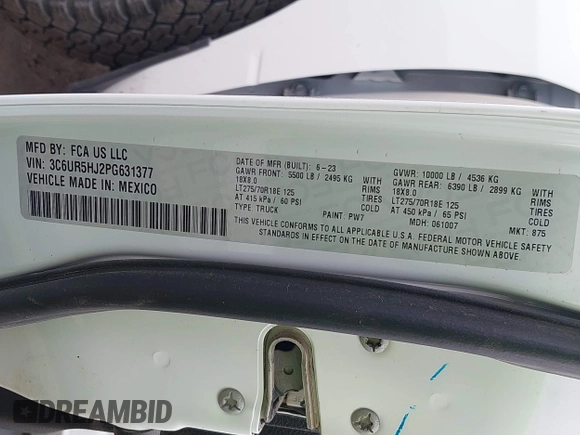 MFD BY: FCA US LLC
VIN: 3C6UR5HJ2PG631377
VEHICLE MADE IN: MEXICO
DATE OF MFR (BUILT): 6-23
GAWR FRONT: 5500 LB / 2495 KG
18X8.0 TIRES
LT275/70R18E 125 COLD
AT 415 kPa / 60 PSI
TYPE: TRUCK PAINT: PW7
GVWR: 10000 LB / 4536 KG
GAWR REAR: 6390 LB / 2899 KG
18X8.0 TIRES
LT275/70R18E 125 COLD
AT 450 kPa / 65 PSI
MDH: 061007 MKT: 875
THIS VEHICLE CONFORMS TO ALL APPLICABLE U.S.A. FEDERAL MOTOR VEHICLE SAFETY
STANDARDS IN EFFECT ON THE DATE OF MANUFACTURE SHOWN ABOVE.
DREAMBID